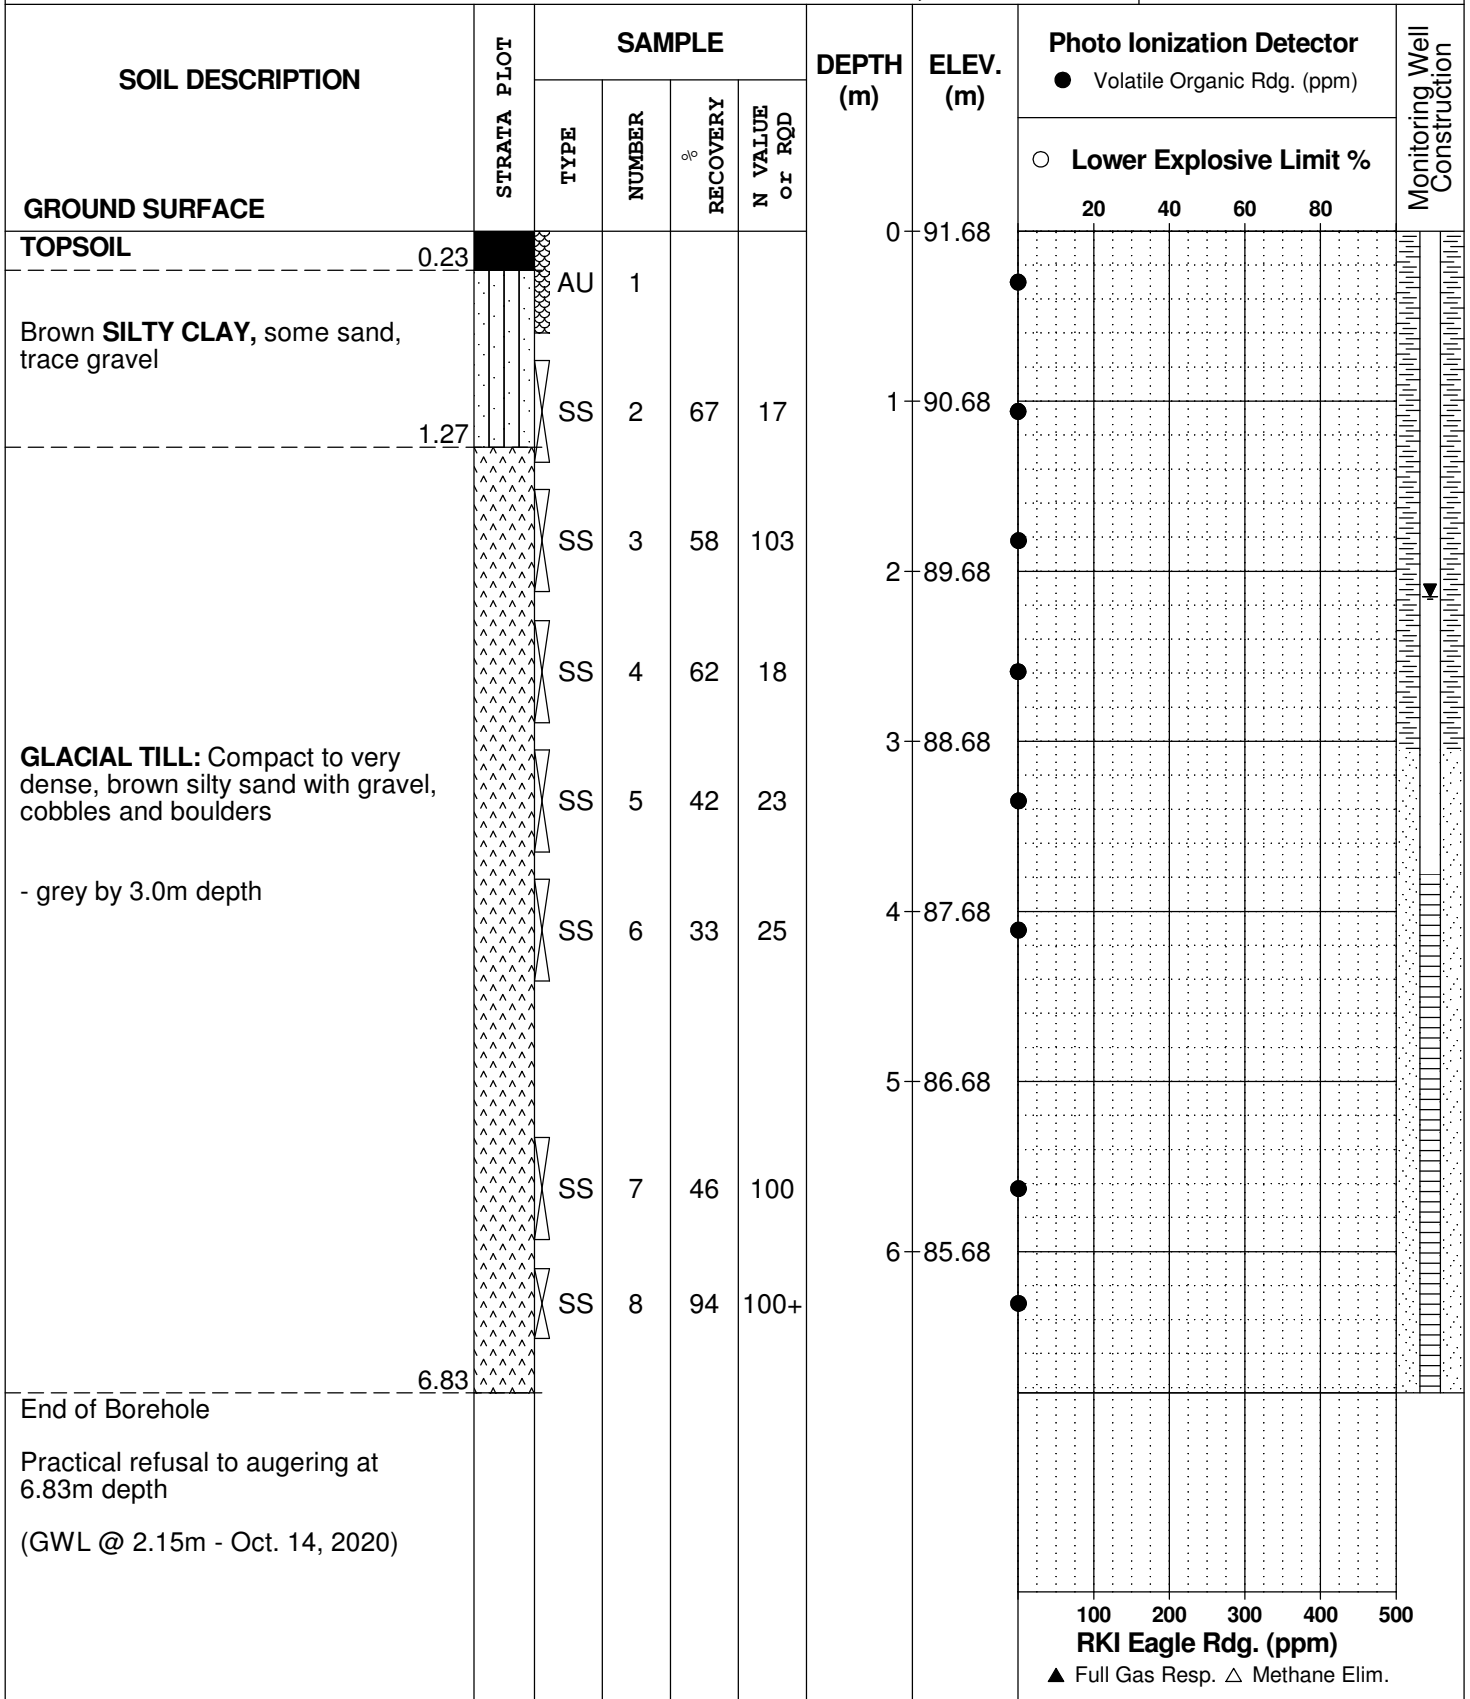 SOIL DESCRIPTION
GROUND SURFACE
STRATA PLOT
SAMPLE
TYPE
NUMBER
%
RECOVERY
N VALUE
or RQD
DEPTH
(m)
ELEV.
(m)
Photo Ionization Detector
● Volatile Organic Rdg. (ppm)
○ Lower Explosive Limit %
20 40 60 80
Monitoring Well
Construction
0 91.68
TOPSOIL
0.23
AU 1
Brown SILTY CLAY, some sand,
trace gravel
1 90.68
SS 2 67 17
1.27
SS 3 58 103
2 89.68
SS 4 62 18
3 88.68
GLACIAL TILL: Compact to very
dense, brown silty sand with gravel,
cobbles and boulders
SS 5 42 23
- grey by 3.0m depth
4 87.68
SS 6 33 25
5 86.68
SS 7 46 100
6 85.68
SS 8 94 100+
6.83
End of Borehole
Practical refusal to augering at
6.83m depth
(GWL @ 2.15m - Oct. 14, 2020)
100 200 300 400 500
RKI Eagle Rdg. (ppm)
▲ Full Gas Resp. △ Methane Elim.